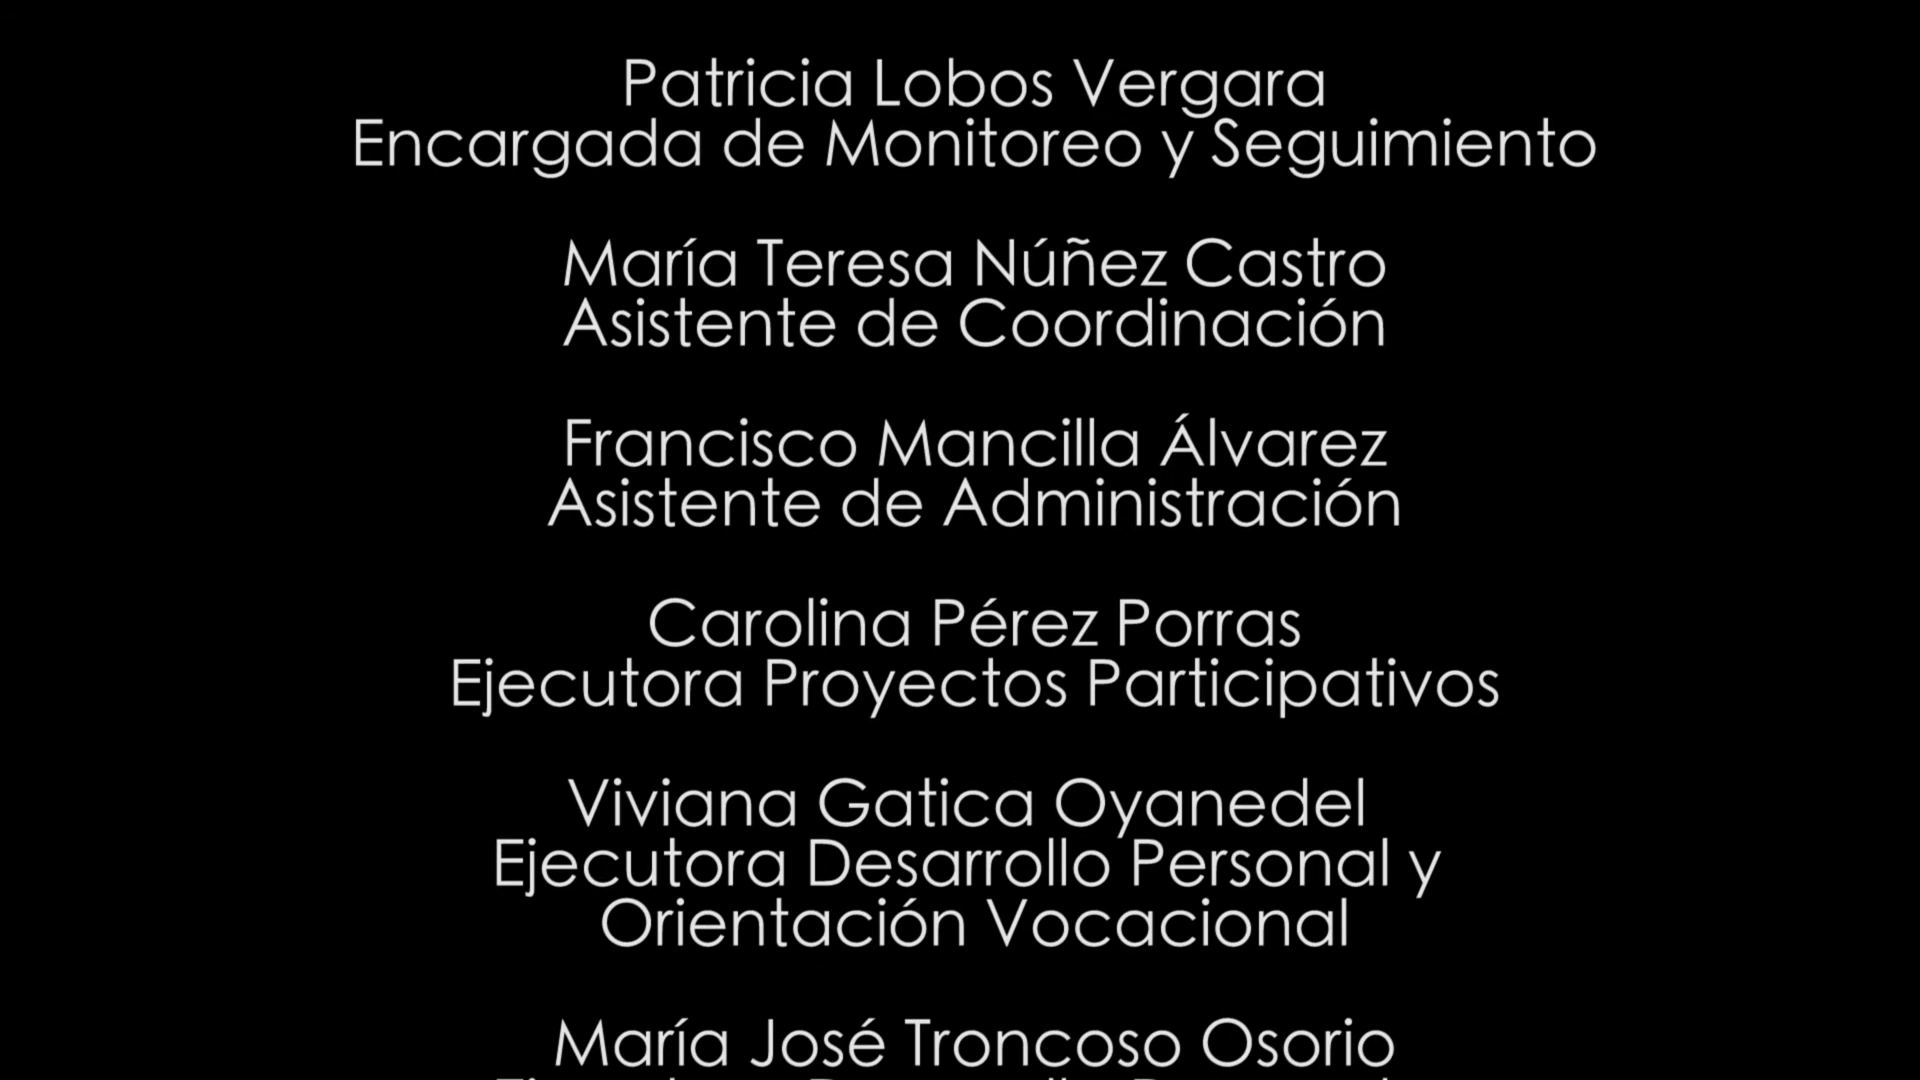 Patricia Lobos Vergara
Encargada de Monitoreo y Seguimiento
María Teresa Núñez Castro
Asistente de Coordinación
Francisco Mancilla Álvarez
Asistente de Administración
Carolina Pérez Porras
Ejecutora Proyectos Participativos
Viviana Gatica Oyanedel
Ejecutora Desarrollo Personal y
Orientación Vocacional
María José Troncoso Osorio